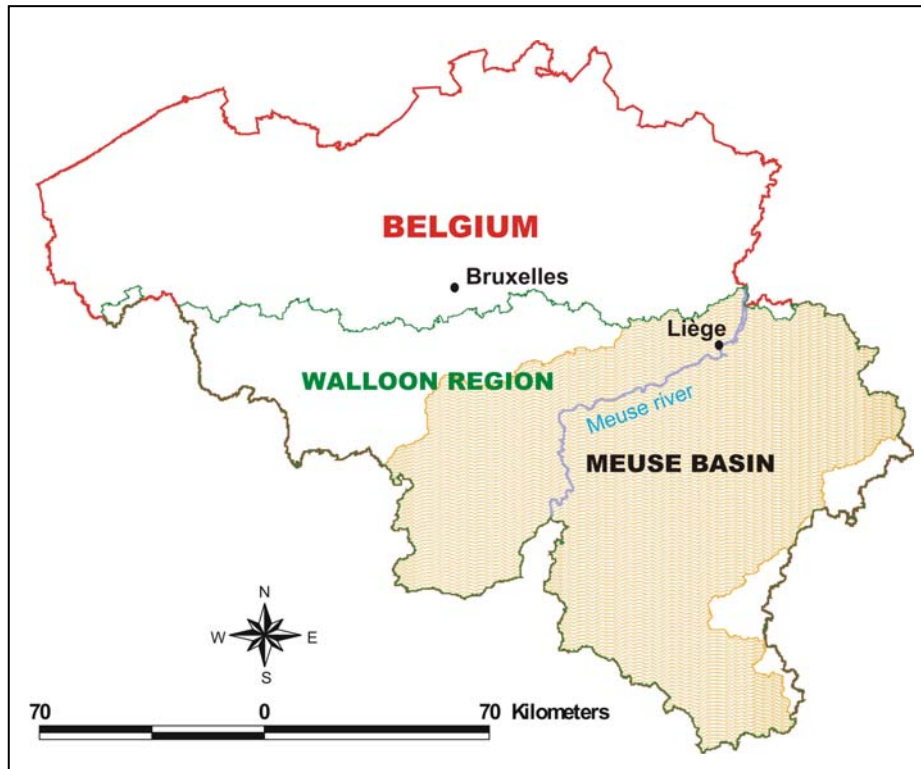 BELGIUM
Bruxelles
Liège
WALLOON REGION
Meuse river
MEUSE BASIN
N
W E
S
70 0 70 Kilometers